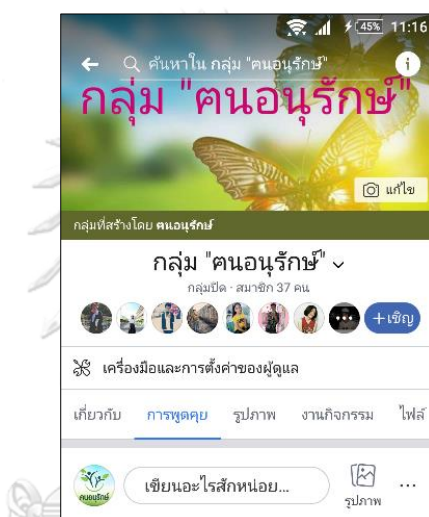 45% 11:16
ค้นหาใน กลุ่ม "ฅนอนุรักษ์"
กลุ่ม "ฅนอนุรักษ์"
แก้ไข
กลุ่มที่สร้างโดย ฅนอนุรักษ์
กลุ่ม "ฅนอนุรักษ์"
กลุ่มปิด · สมาชิก 37 คน
+เชิญ
เครื่องมือและการตั้งค่าของผู้ดูแล
เกี่ยวกับ การพูดคุย รูปภาพ งานกิจกรรม ไฟล์
เขียนอะไรสักหน่อย...
รูปภาพ
ฅนอนุรักษ์